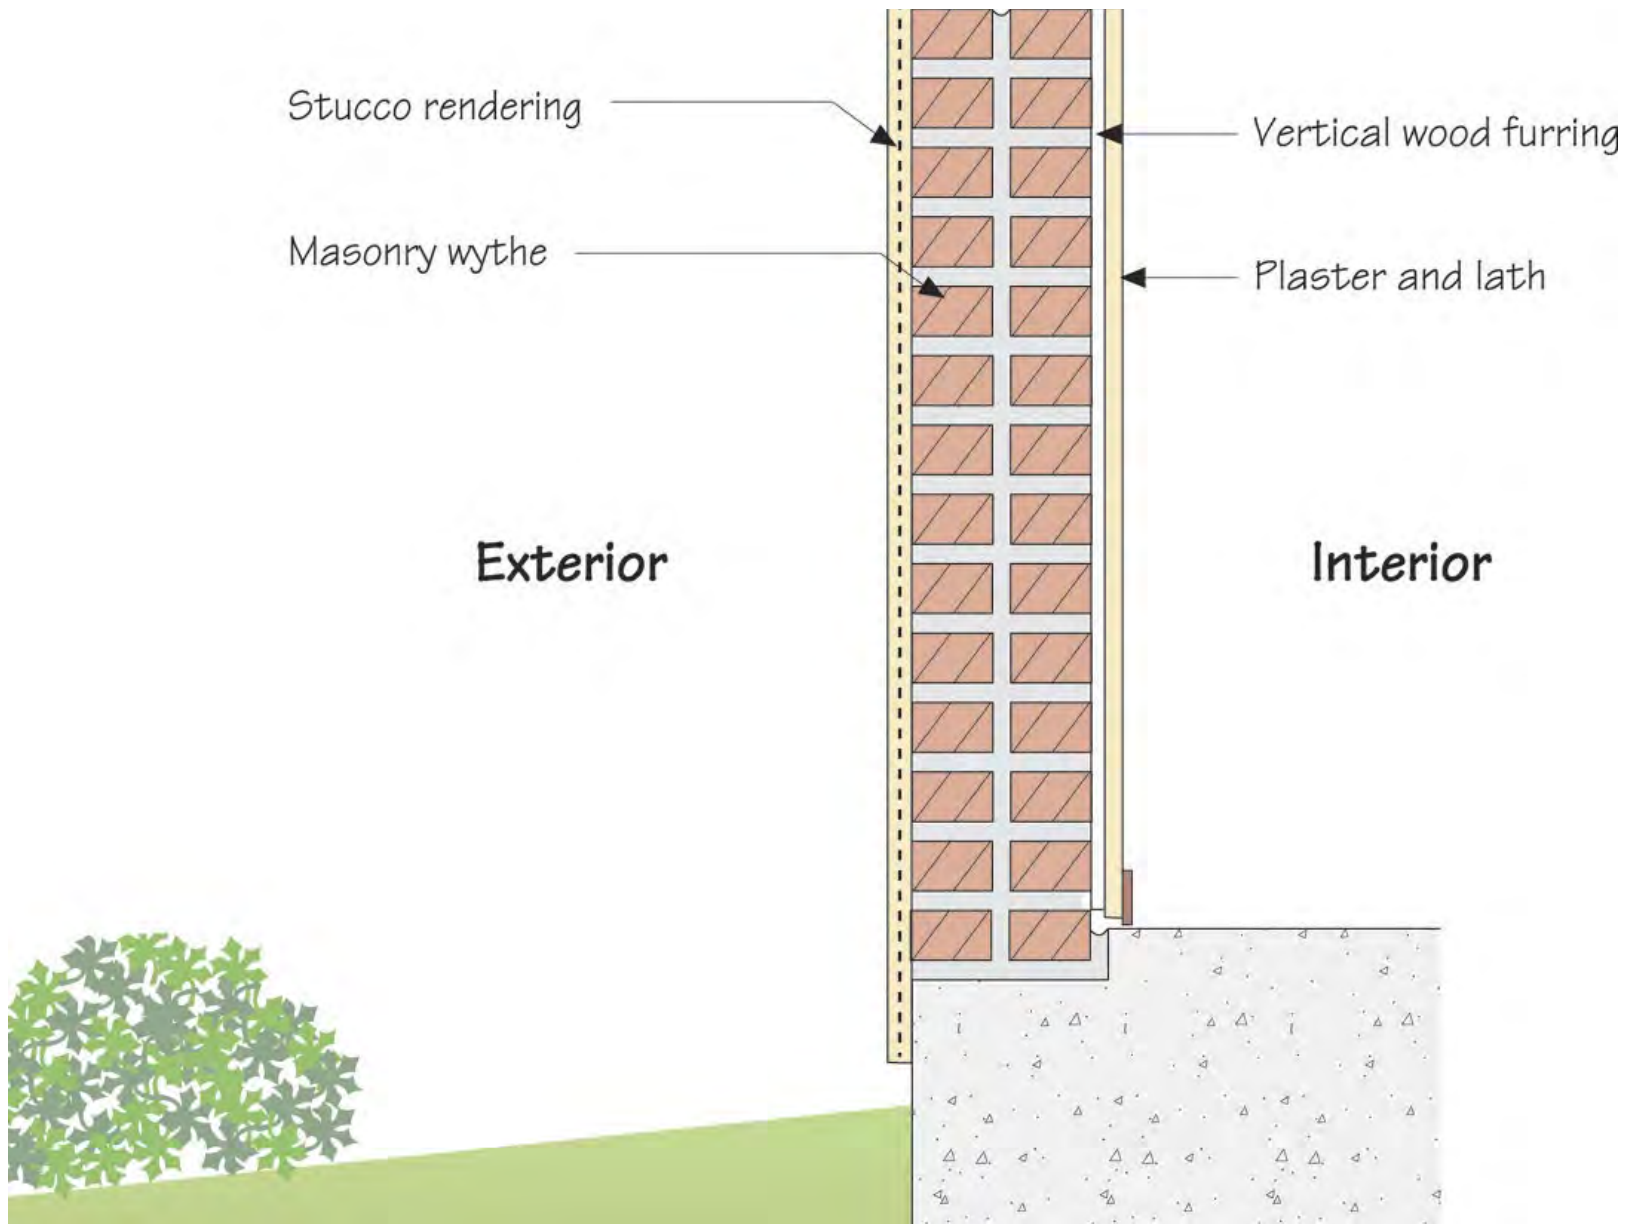 Stucco rendering
Vertical wood furring
Masonry wythe
Plaster and lath
Exterior
Interior